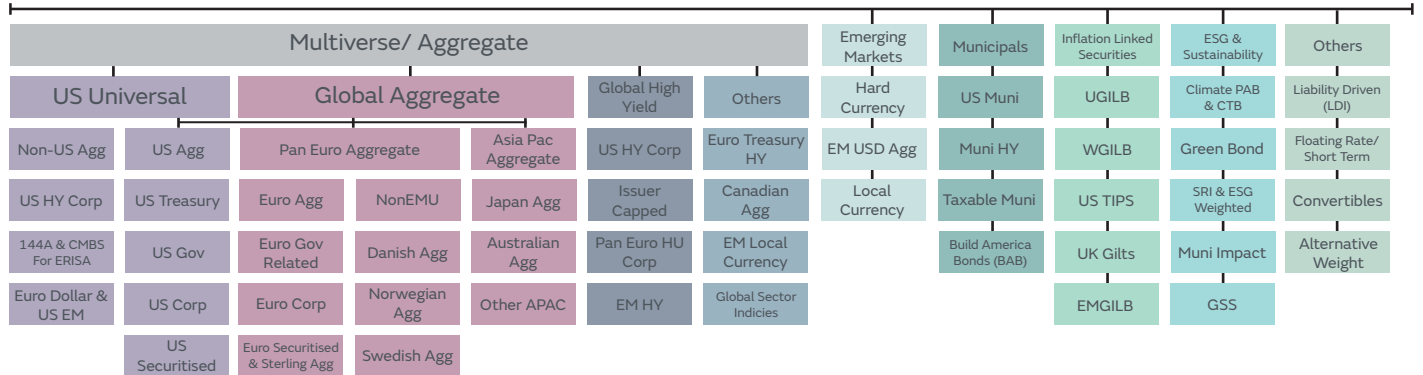 Multiverse/ Aggregate
Emerging
Markets
Municipals
Inflation Linked
Securities
ESG &
Sustainability
Others
US Universal
Global Aggregate
Global High
Yield
Others
Hard
Currency
US Muni
UGILB
Climate PAB
& CTB
Liability Driven
(LDI)
Non-US Agg
US Agg
Pan Euro Aggregate
Asia Pac
Aggregate
US HY Corp
Euro Treasury
HY
EM USD Agg
Muni HY
WGILB
Green Bond
Floating Rate/
Short Term
US HY Corp
US Treasury
Euro Agg
NonEMU
Japan Agg
Issuer
Capped
Canadian
Agg
Local
Currency
Taxable Muni
US TIPS
SRI & ESG
Weighted
Convertibles
144A & CMBS
For ERISA
US Gov
Euro Gov
Related
Danish Agg
Australian
Agg
Pan Euro HU
Corp
EM Local
Currency
Build America
Bonds (BAB)
UK Gilts
Muni Impact
Alternative
Weight
Euro Dollar &
US EM
US Corp
Euro Corp
Norwegian
Agg
Other APAC
EM HY
Global Sector
Indicies
EMGILB
GSS
US
Securitised
Euro Securitised
& Sterling Agg
Swedish Agg